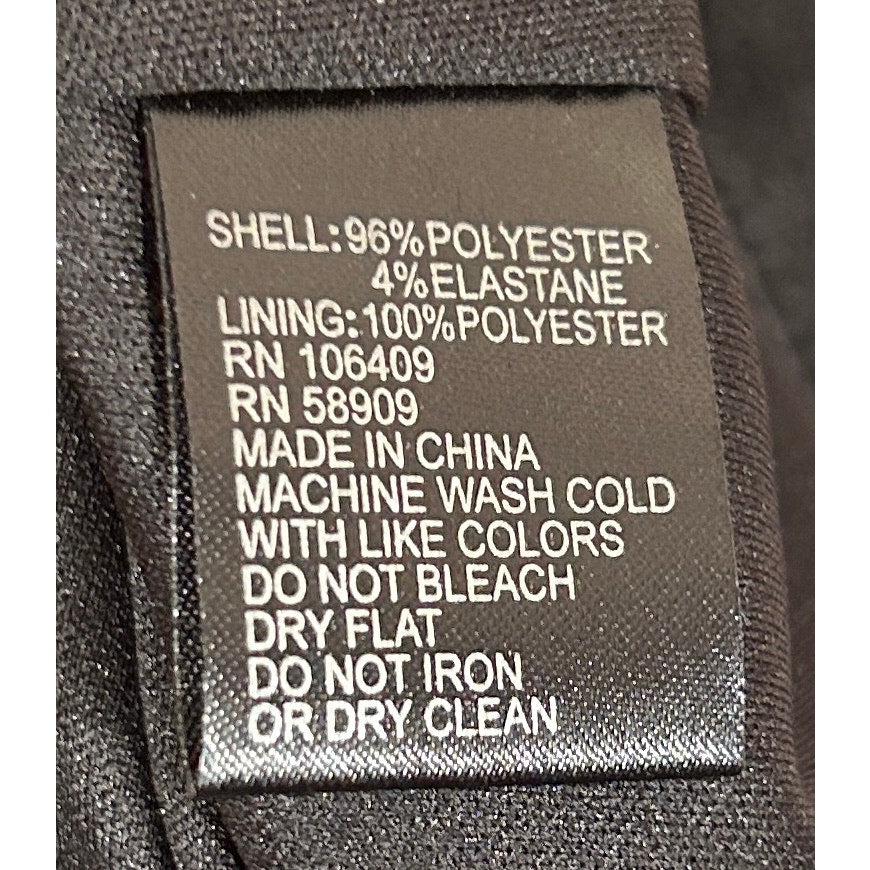 SHELL: 96% POLYESTER
4% ELASTANE
LINING: 100% POLYESTER
RN 106409
RN 58909
MADE IN CHINA
MACHINE WASH COLD
WITH LIKE COLORS
DO NOT BLEACH
DRY FLAT
DO NOT IRON
OR DRY CLEAN